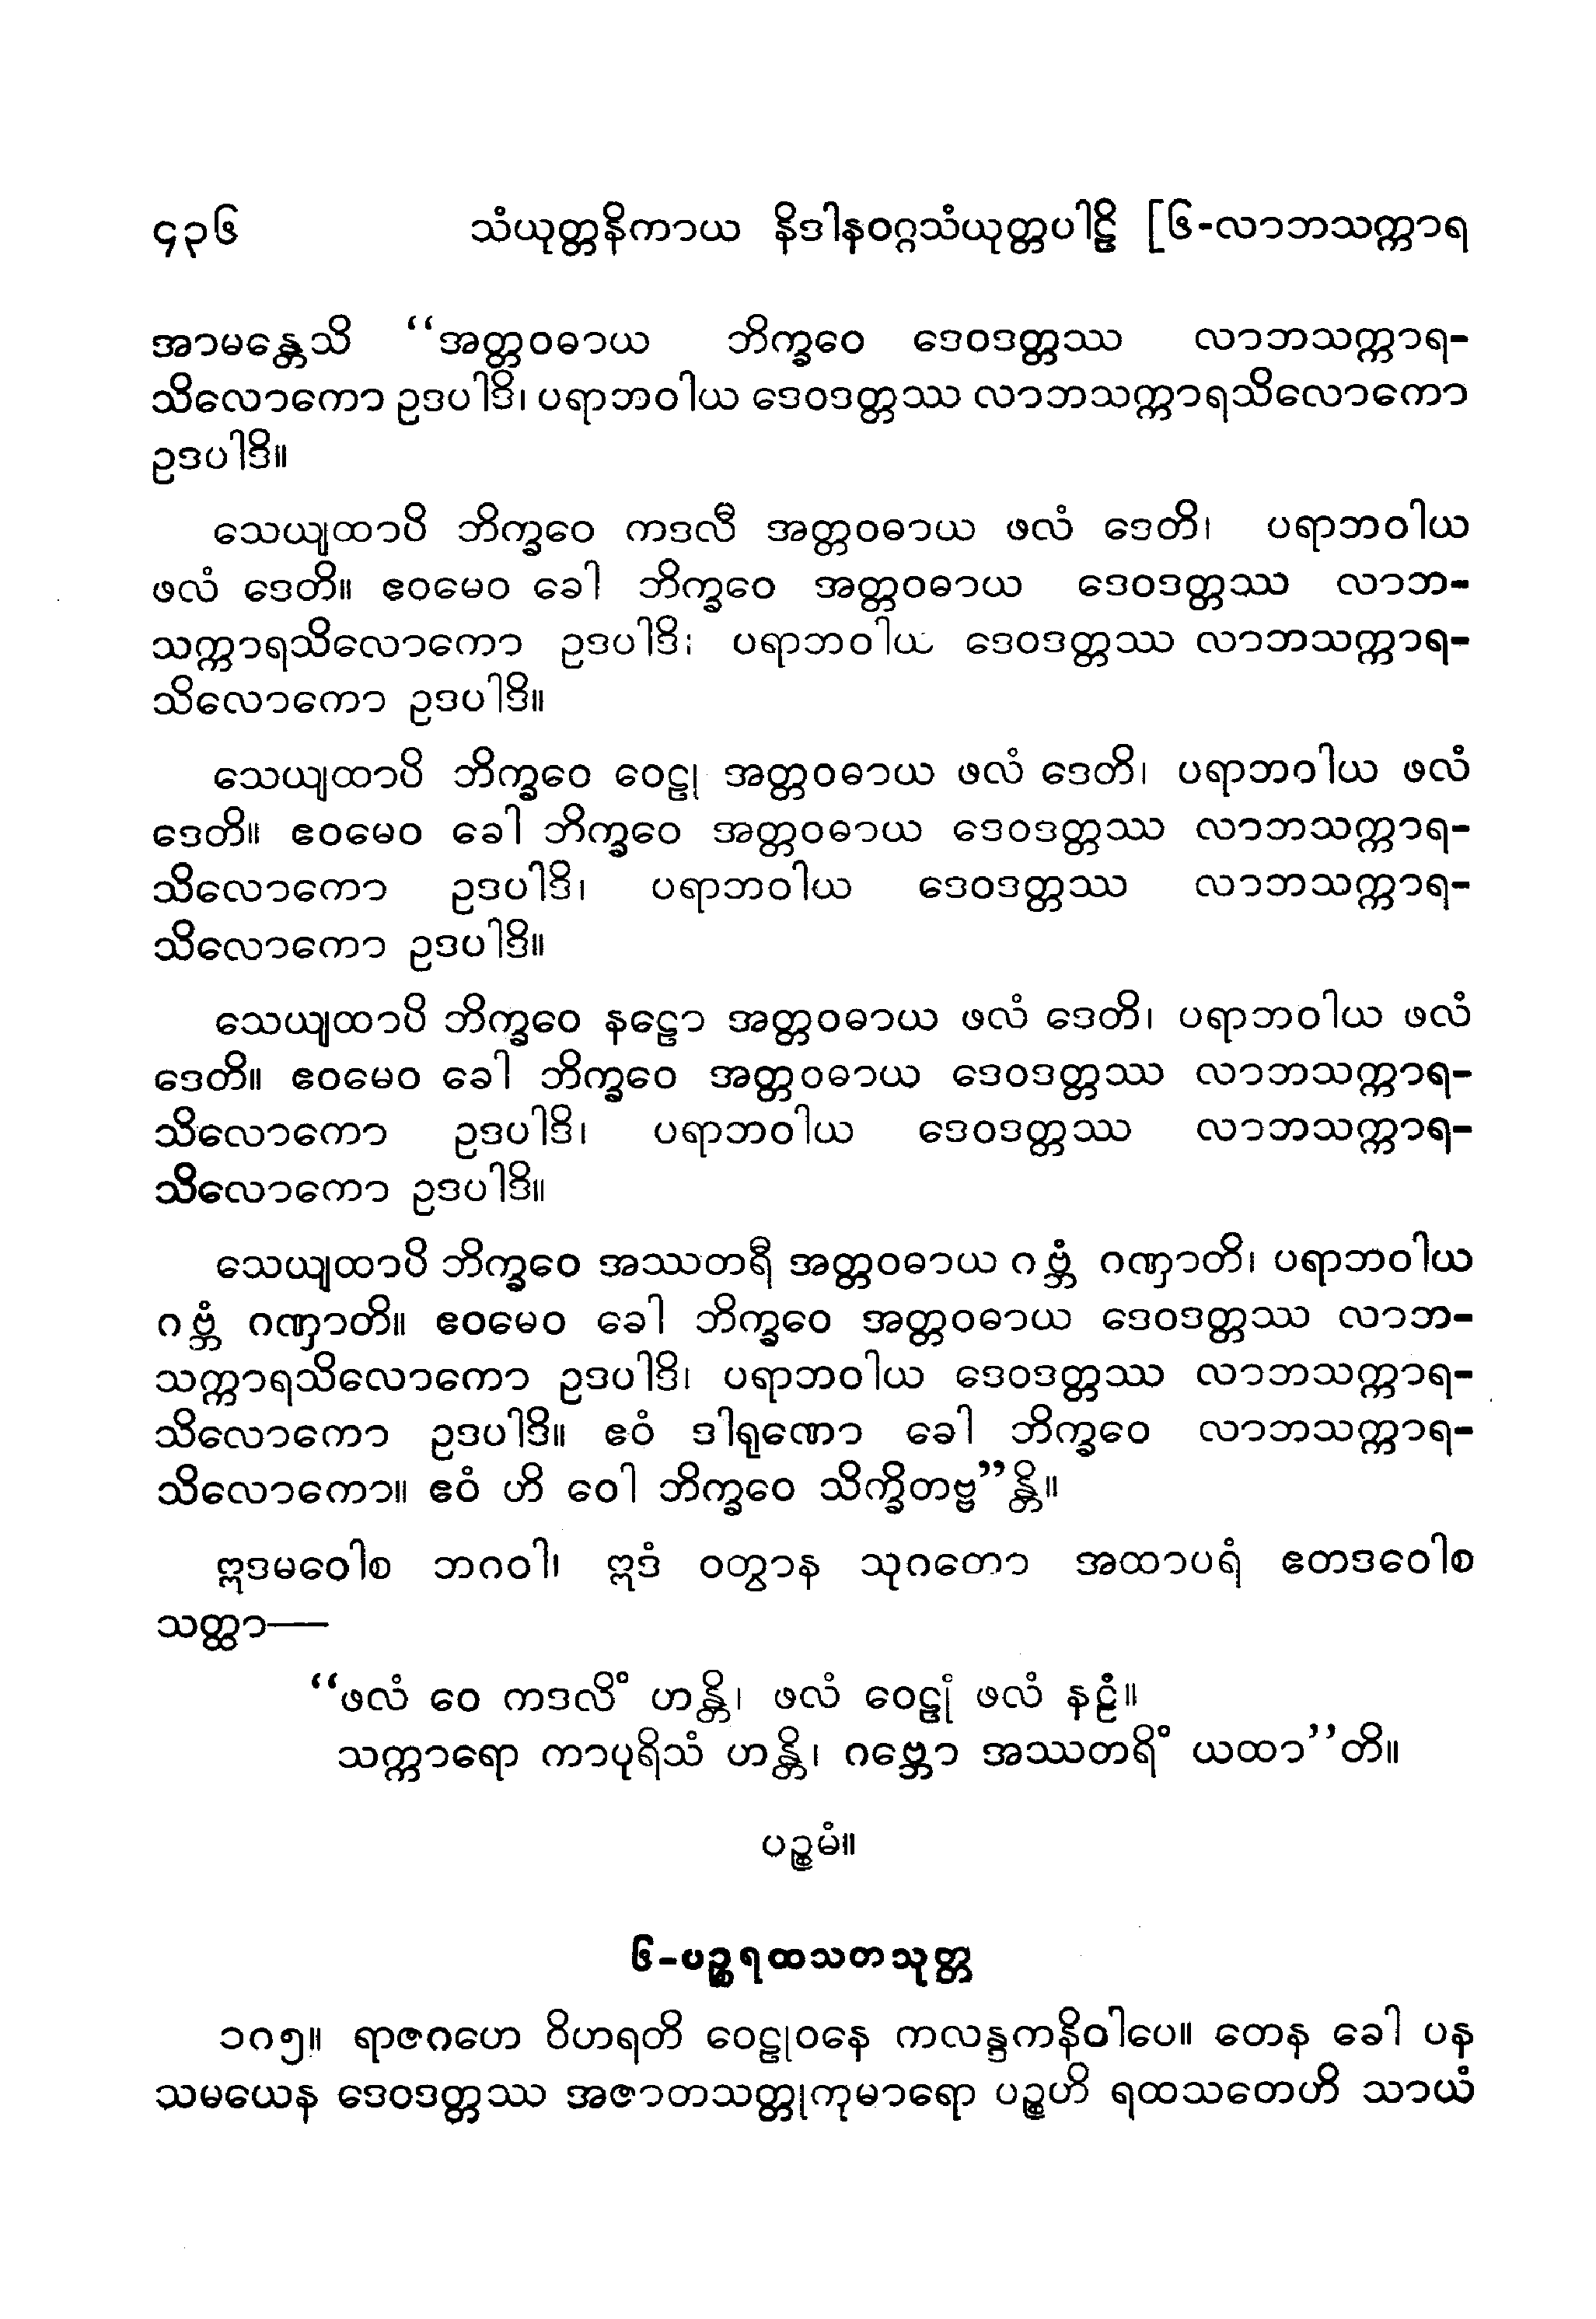 ၄၃၆ သံယုတ္တနိကာယ နိဒါနဝဂ္ဂသံယုတ္တပါဠိ [၆-လာဘသက္ကာရ
အာမန္တေသိ “အတ္တဝဓာယ ဘိက္ခဝေ ဒေဝဒတ္တဿ လာဘသက္ကာရ-
သိလောကော ဥဒပါဒိ၊ ပရာဘဝါယ ဒေဝဒတ္တဿ လာဘသက္ကာရသိလောကော
ဥဒပါဒိ။
သေယျထာပိ ဘိက္ခဝေ ကဒလီ အတ္တဝဓာယ ဖလံ ဒေတိ၊ ပရာဘဝါယ
ဖလံ ဒေတိ။ ဧဝမေဝ ခေါ ဘိက္ခဝေ အတ္တဝဓာယ ဒေဝဒတ္တဿ လာဘ-
သက္ကာရသိလောကော ဥဒပါဒိ၊ ပရာဘဝါယ ဒေဝဒတ္တဿ လာဘသက္ကာရ-
သိလောကော ဥဒပါဒိ။
သေယျထာပိ ဘိက္ခဝေ ဝေဠု အတ္တဝဓာယ ဖလံ ဒေတိ၊ ပရာဘဝါယ ဖလံ
ဒေတိ။ ဧဝမေဝ ခေါ ဘိက္ခဝေ အတ္တဝဓာယ ဒေဝဒတ္တဿ လာဘသက္ကာရ-
သိလောကော ဥဒပါဒိ၊ ပရာဘဝါယ ဒေဝဒတ္တဿ လာဘသက္ကာရ-
သိလောကော ဥဒပါဒိ။
သေယျထာပိ ဘိက္ခဝေ နဠော အတ္တဝဓာယ ဖလံ ဒေတိ၊ ပရာဘဝါယ ဖလံ
ဒေတိ။ ဧဝမေဝ ခေါ ဘိက္ခဝေ အတ္တဝဓာယ ဒေဝဒတ္တဿ လာဘသက္ကာရ-
သိလောကော ဥဒပါဒိ၊ ပရာဘဝါယ ဒေဝဒတ္တဿ လာဘသက္ကာရ-
သိလောကော ဥဒပါဒိ။
သေယျထာပိ ဘိက္ခဝေ အဿတရီ အတ္တဝဓာယ ဂဗ္ဘံ ဂဏှာတိ၊ ပရာဘဝါယ
ဂဗ္ဘံ ဂဏှာတိ။ ဧဝမေဝ ခေါ ဘိက္ခဝေ အတ္တဝဓာယ ဒေဝဒတ္တဿ လာဘ-
သက္ကာရသိလောကော ဥဒပါဒိ၊ ပရာဘဝါယ ဒေဝဒတ္တဿ လာဘသက္ကာရ-
သိလောကော ဥဒပါဒိ။ ဧဝံ ဒါရုဏော ခေါ ဘိက္ခဝေ လာဘသက္ကာရ-
သိလောကော။ ဧဝံ ဟိ ဝေါ ဘိက္ခဝေ သိက္ခိတဗ္ဗ”န္တိ။
ဣဒမဝေါစ ဘဂဝါ၊ ဣဒံ ဝတွာန သုဂတော အထာပရံ ဧတဒဝေါစ
သတ္ထာ—
“ဖလံ ဝေ ကဒလိံ ဟန္တိ၊ ဖလံ ဝေဠုံ ဖလံ နဠံ။
သက္ကာရော ကာပုရိသံ ဟန္တိ၊ ဂဗ္ဘော အဿတရိံ ယထာ”တိ။
ပဉ္စမံ။
၆-ပဉ္စရထသတသုတ္တ
၁၈၅။ ရာဇဂဟေ ဝိဟရတိ ဝေဠုဝနေ ကလန္ဒကနိဝါပေ။ တေန ခေါ ပန
သမယေန ဒေဝဒတ္တဿ အဇာတသတ္တုကုမာရော ပဉ္စဟိ ရထသတေဟိ သာယံ